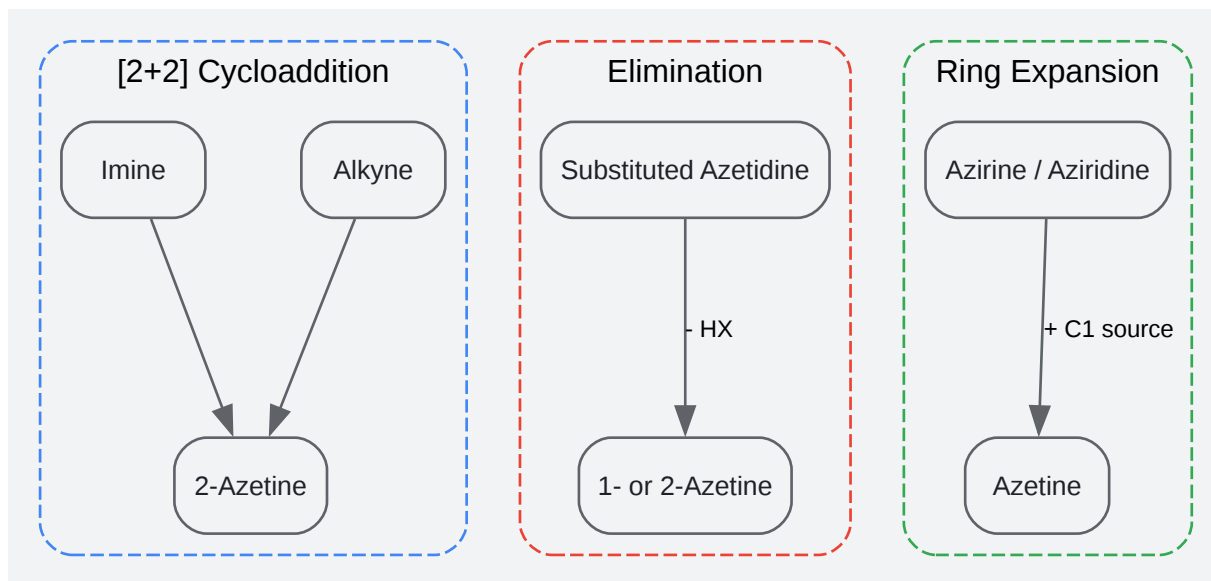 [2+2] Cycloaddition
Imine
Alkyne
2-Azetine
Elimination
Substituted Azetidine
- HX
1- or 2-Azetine
Ring Expansion
Azirine / Aziridine
+ C1 source
Azetine